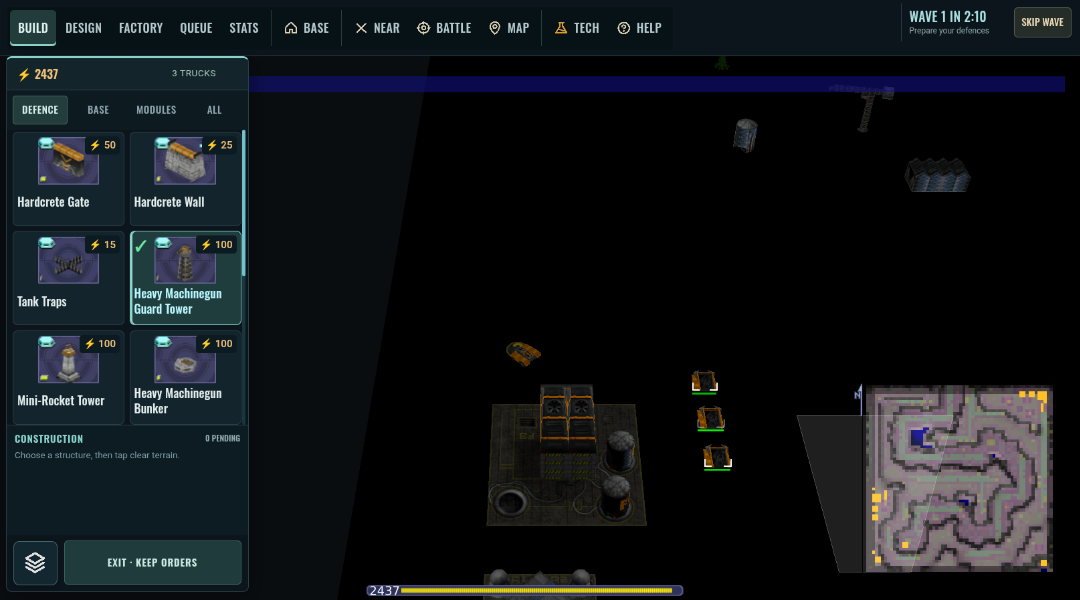 BUILD DESIGN FACTORY QUEUE STATS BASE NEAR BATTLE MAP TECH HELP
WAVE 1 IN 2:10
Prepare your defences
SKIP WAVE
2437
3 TRUCKS
DEFENCE BASE MODULES ALL
50
Hardcrete Gate
25
Hardcrete Wall
15
Tank Traps
100
Heavy Machinegun
Guard Tower
100
Mini-Rocket Tower
100
Heavy Machinegun
Bunker
CONSTRUCTION
0 PENDING
Choose a structure, then tap clear terrain.
EXIT - KEEP ORDERS
2437
N